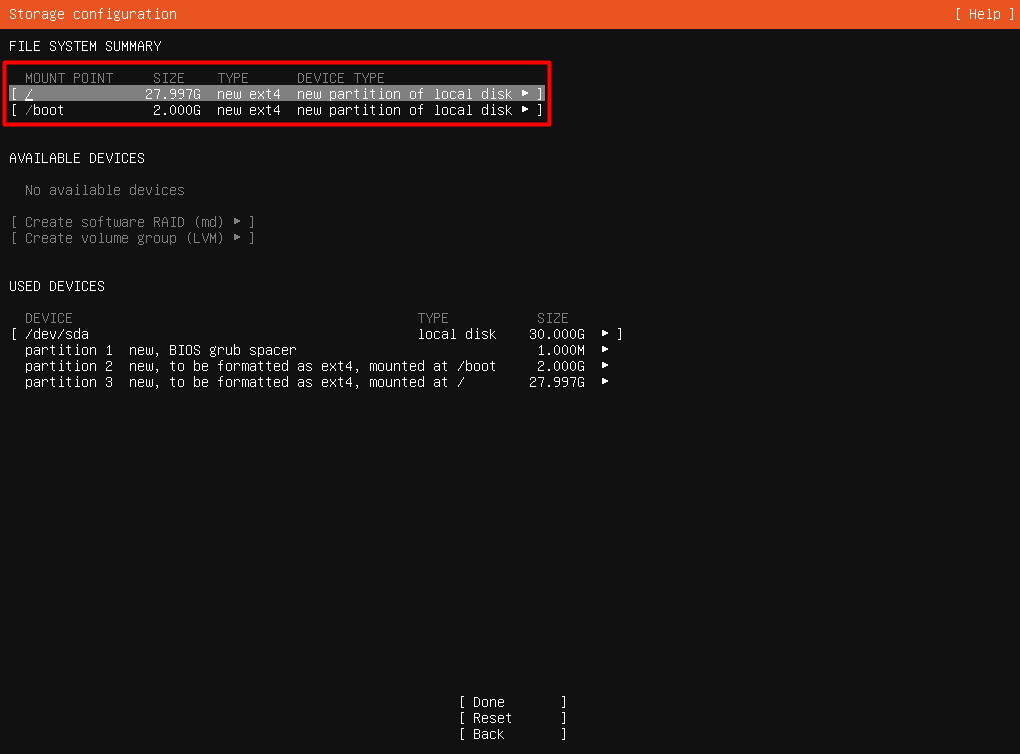 Storage configuration [ Help ]
FILE SYSTEM SUMMARY
MOUNT POINT SIZE TYPE DEVICE TYPE
[ / 27.997G new ext4 new partition of local disk ▸ ]
[ /boot 2.000G new ext4 new partition of local disk ▸ ]
AVAILABLE DEVICES
No available devices
[ Create software RAID (md) ▸ ]
[ Create volume group (LVM) ▸ ]
USED DEVICES
DEVICE TYPE SIZE
[ /dev/sda local disk 30.000G ▸ ]
partition 1 new, BIOS grub spacer 1.000M ▸
partition 2 new, to be formatted as ext4, mounted at /boot 2.000G ▸
partition 3 new, to be formatted as ext4, mounted at / 27.997G ▸
[ Done ]
[ Reset ]
[ Back ]